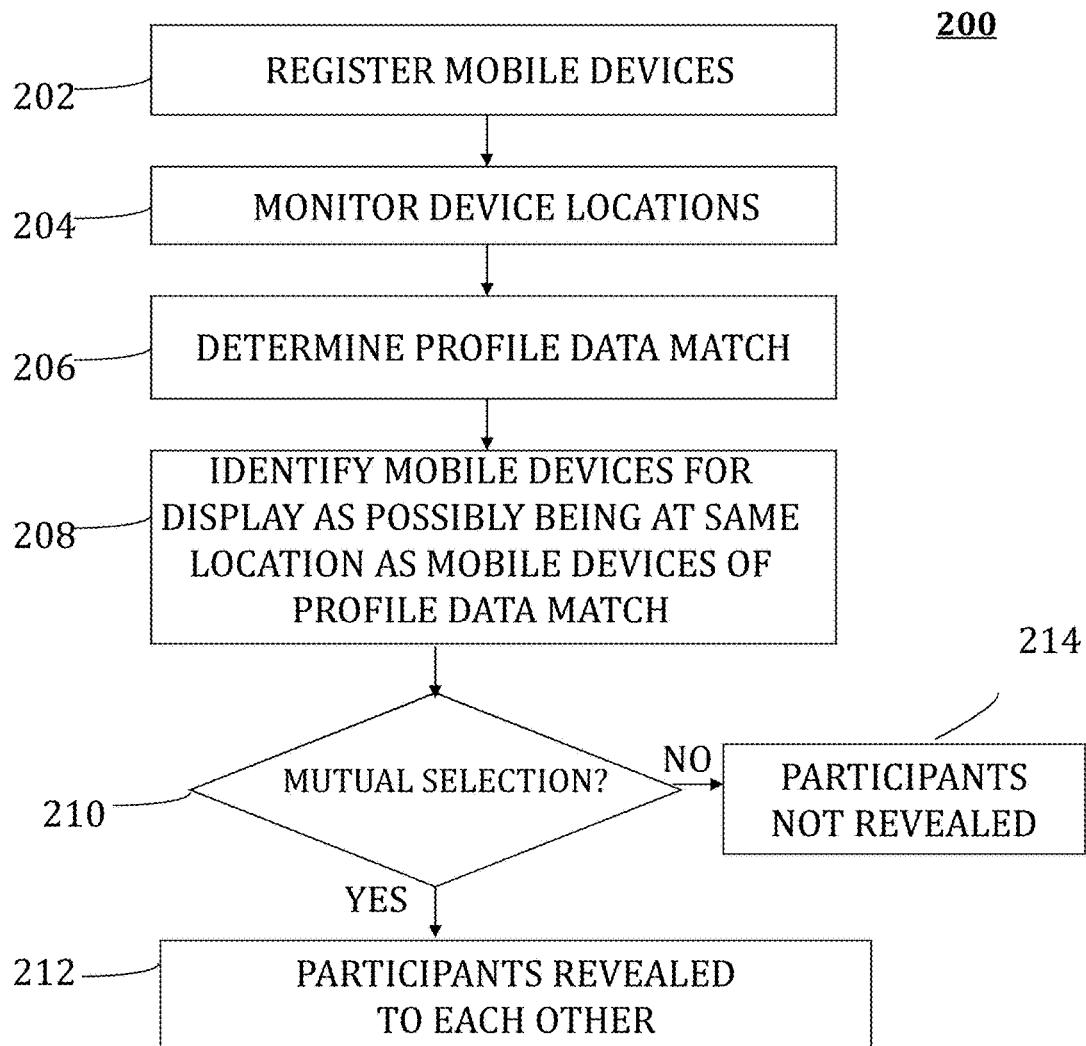 200
202
REGISTER MOBILE DEVICES
204
MONITOR DEVICE LOCATIONS
206
DETERMINE PROFILE DATA MATCH
208
IDENTIFY MOBILE DEVICES FOR
DISPLAY AS POSSIBLY BEING AT SAME
LOCATION AS MOBILE DEVICES OF
PROFILE DATA MATCH
210
MUTUAL SELECTION?
NO
214
PARTICIPANTS
NOT REVEALED
YES
212
PARTICIPANTS REVEALED
TO EACH OTHER